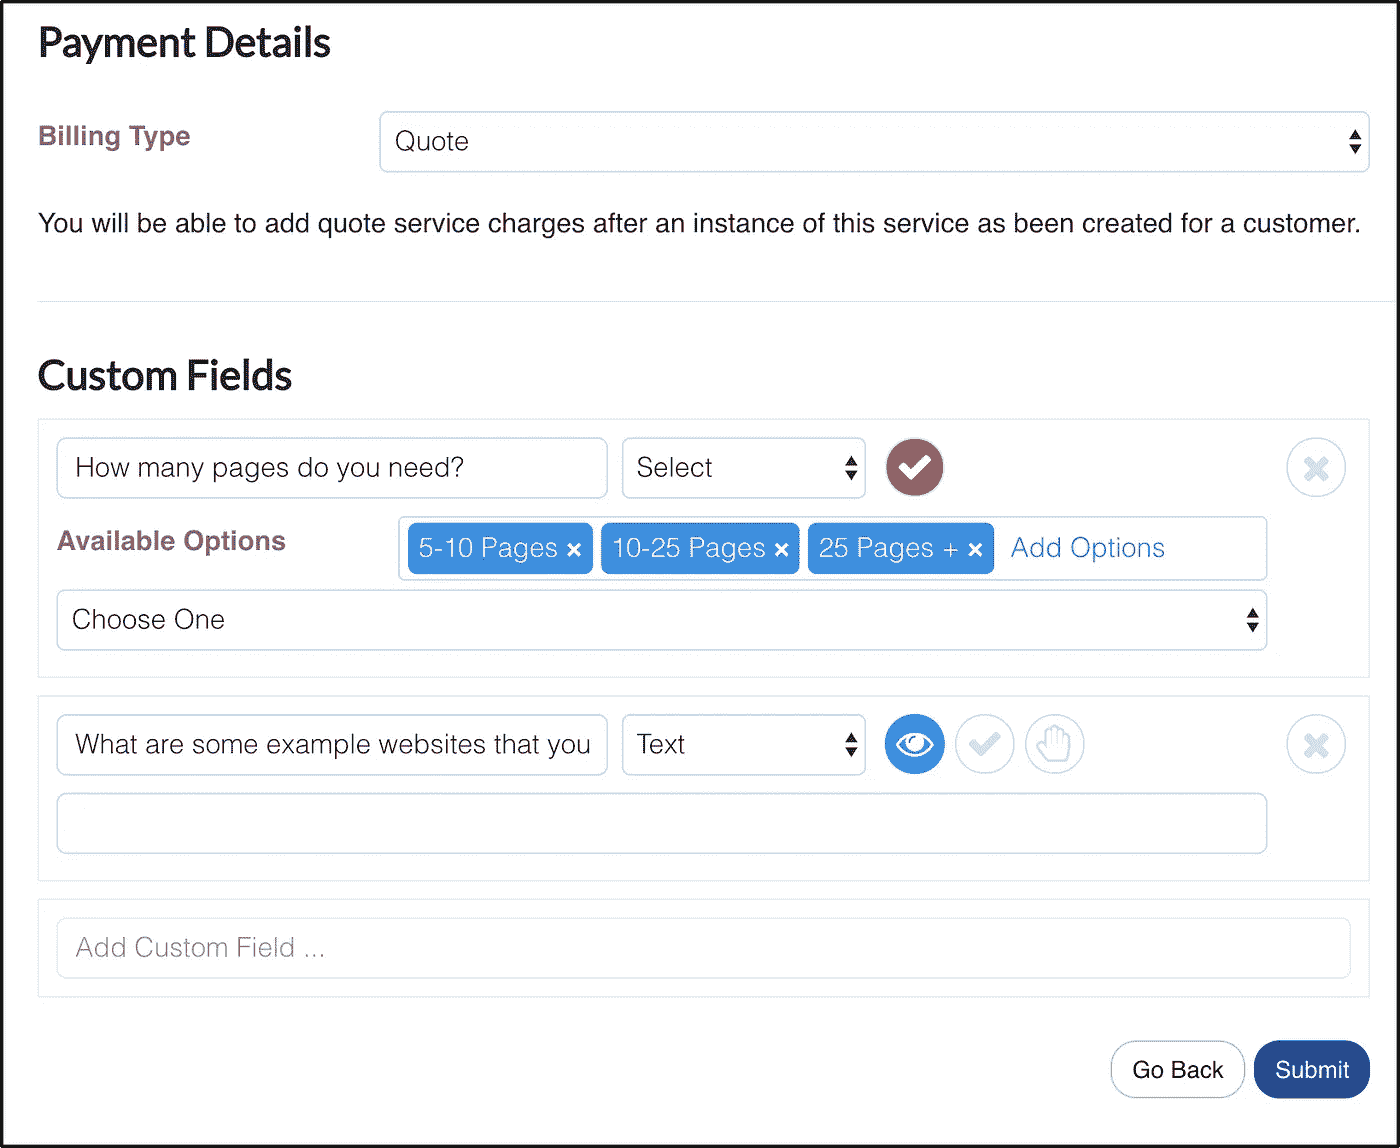 Payment Details
Billing Type
Quote
You will be able to add quote service charges after an instance of this service as been created for a customer.
Custom Fields
How many pages do you need?
Select
Available Options
5-10 Pages × 10-25 Pages × 25 Pages + × Add Options
Choose One
What are some example websites that you
Text
Add Custom Field ...
Go Back
Submit